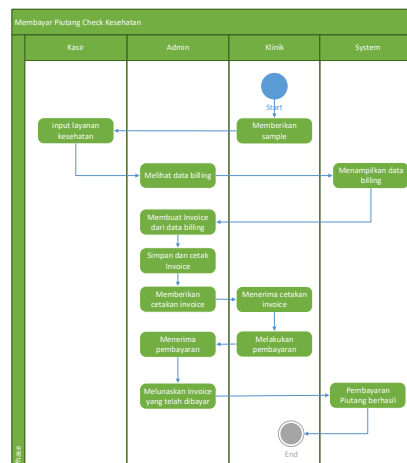 Membayar Piutang Check Kesehatan
Kasir
Admin
Klinik
System
Start
input layanan
kesehatan
Memberikan
sample
Melihat data billing
Menampilkan data
billing
Membuat Invoice
dari data billing
Simpan dan cetak
Invoice
Memberikan
cetakan invoice
Menerima cetakan
invoice
Menerima
pembayaran
Melakukan
pembayaran
Melunaskan invoice
yang telah dibayar
Pembayaran
Piutang berhasil
End
Phase